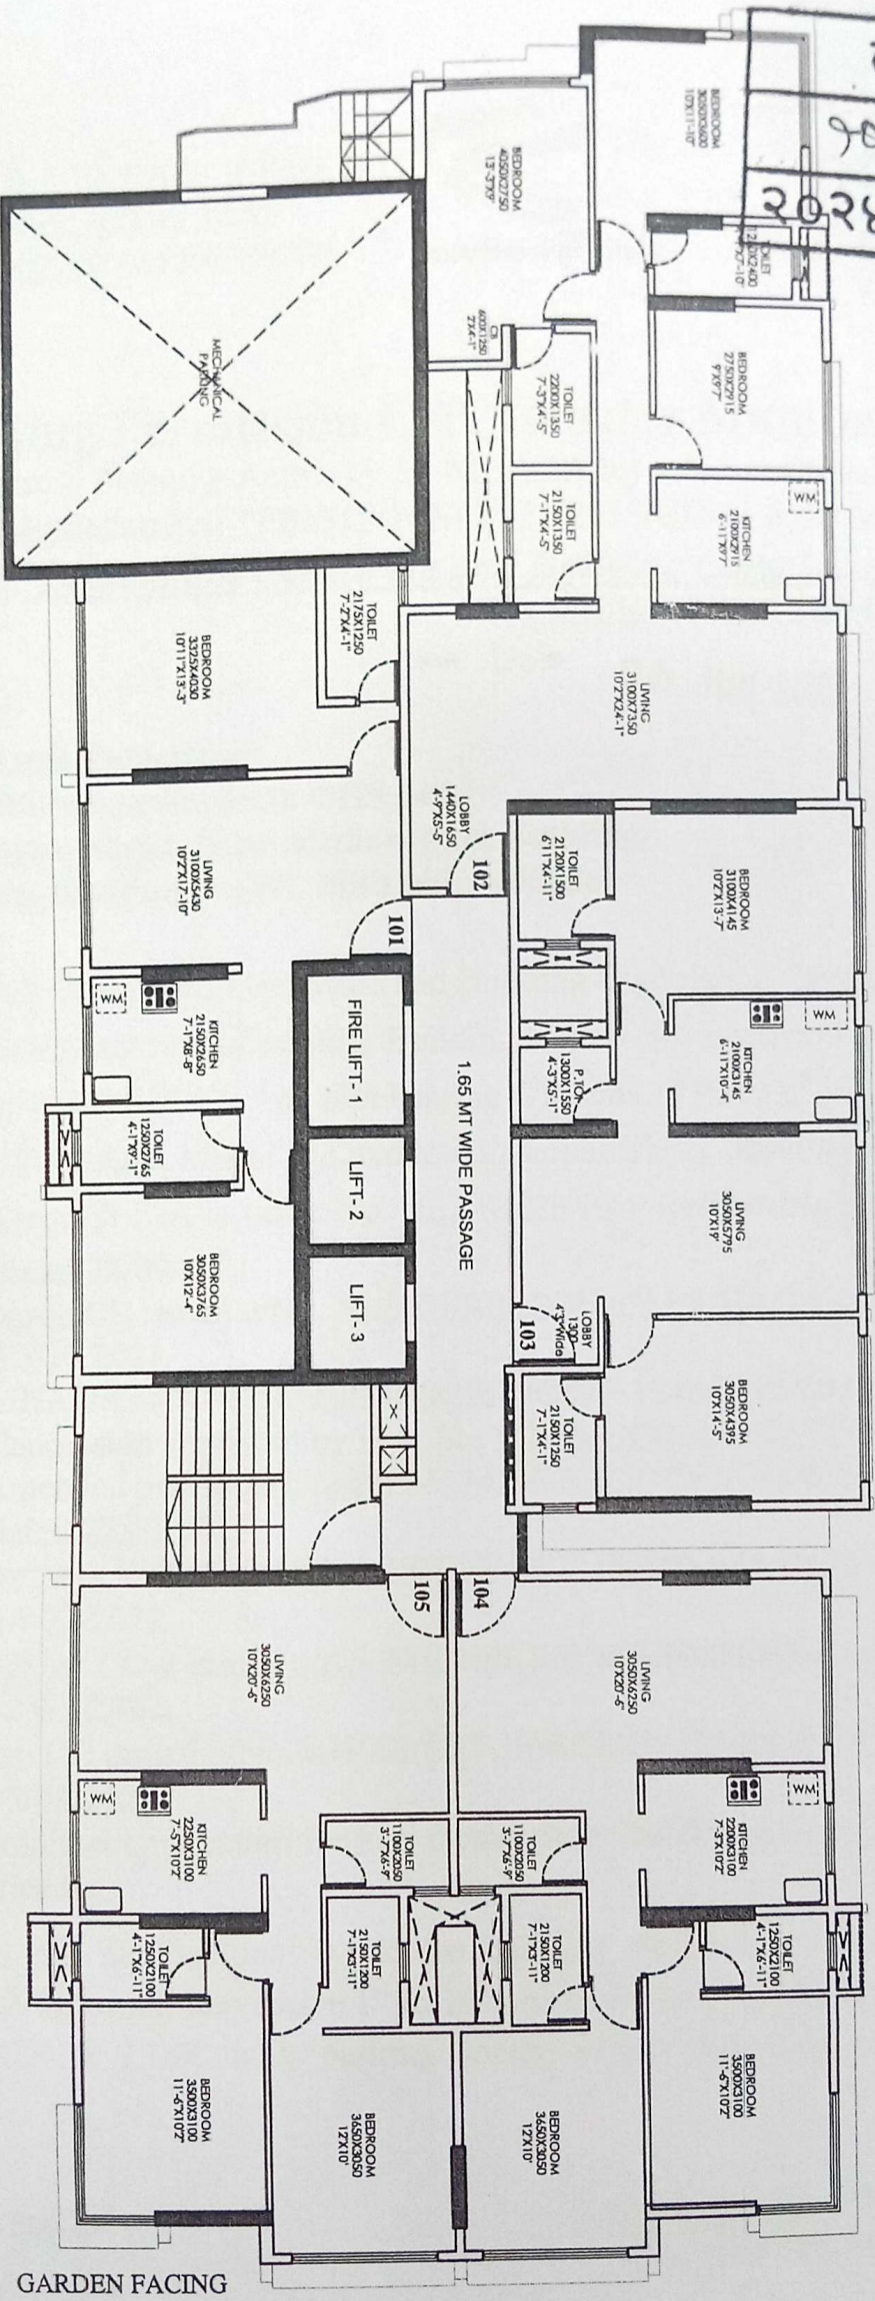 ૨૦૨૪
BEDROOM
3050X3600
10'X11'-10"
BEDROOM
4050X2750
13'-3"X9'
TOILET
BEDROOM
2750X2915
9'X9'7"
CB
600X1250
2'X4'-1"
TOILET
2200X1350
7'-3"X4'-5"
MECHANICAL
PARKING
WM
KITCHEN
2100X2915
6'-11"X9'7"
TOILET
2150X1350
7'-1"X4'-5"
TOILET
2175X1250
7'-2"X4'-1"
BEDROOM
3325X4030
10'11"X13'-3"
LIVING
3100X7350
10'2"X24'-1"
LOBBY
1440X1650
4'-9"X5'-5"
102
LIVING
3100X5430
10'2"X17'-10"
101
TOILET
2120X1500
6'11"X4'-11"
BEDROOM
3100X4145
10'2"X13'-7"
WM
KITCHEN
2150X2650
7'-1"X8'-8"
FIRE LIFT- 1
WM
KITCHEN
2100X3145
6'-11"X10'-4"
P.TOI
1300X1550
4'-3"X5'-1"
1.65 MT WIDE PASSAGE
TOILET
1250X2765
4'-1"X9'-1"
LIFT- 2
LIVING
3050X5795
10'X19'
BEDROOM
3050X3765
10'X12'-4"
LIFT- 3
LOBBY
1300
4'3" Wide
103
BEDROOM
3050X4395
10'X14'-5"
TOILET
2150X1250
7'-1"X4'-1"
105
104
LIVING
3050X6250
10'X20'-6"
LIVING
3050X6250
10'X20'-6"
WM
KITCHEN
2250X3100
7'-5"X10'2"
TOILET
1100X2050
3'-7"X6'-9"
TOILET
1100X2050
3'-7"X6'-9"
WM
KITCHEN
2200X3100
7'-3"X10'2"
TOILET
1250X2100
4'-1"X6'-11"
TOILET
2150X1200
7'-1"X3'-11"
TOILET
2150X1200
7'-1"X3'-11"
TOILET
1250X2100
4'-1"X6'-11"
BEDROOM
3500X3100
11'-6"X10'2"
BEDROOM
3650X3050
12'X10'
BEDROOM
3650X3050
12'X10'
BEDROOM
3500X3100
11'-6"X10'2"
GARDEN FACING